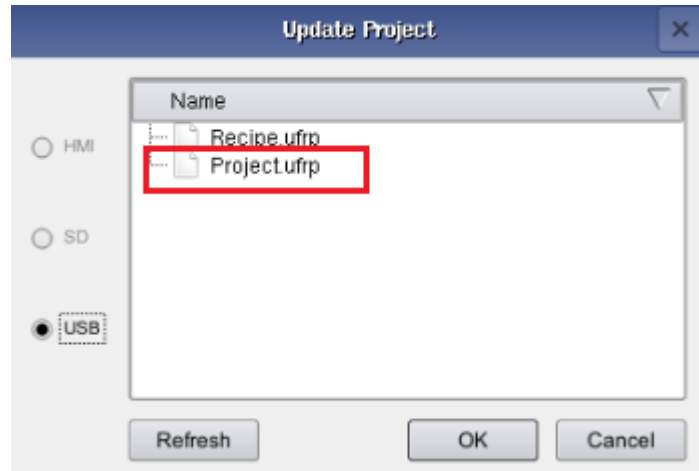 Update Project
Name
HMI
Recipe.ufrp
Project.ufrp
SD
USB
Refresh
OK
Cancel